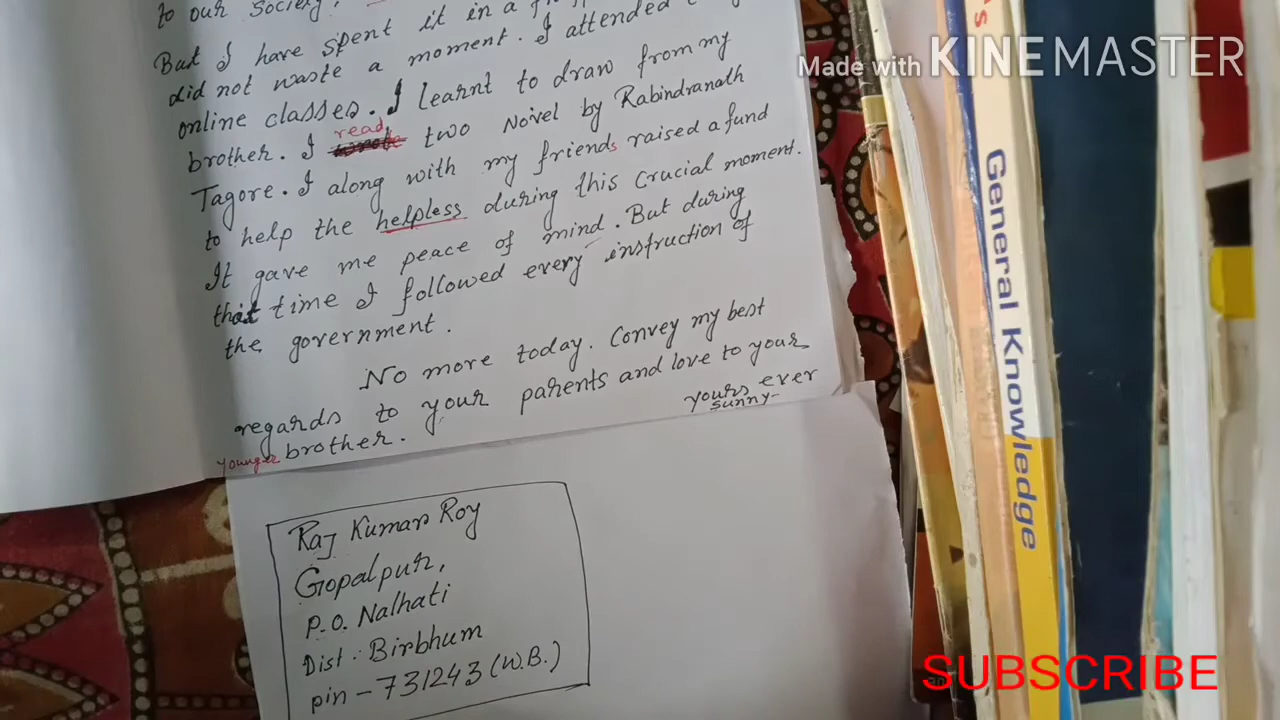 to our society.
But I have spent it in a
did not waste a moment. I attended
online classes. I learnt to draw from my
brother. I read two Novel by Rabindranath
Tagore. I along with my friends raised a fund
to help the helpless during this crucial moment.
It gave me peace of mind. But during
that time I followed every instruction of
the government.
No more today. Convey my best
regards to your parents and love to your
younger brother.
yours ever
sunny
Raj Kumar Roy
Gopalpur,
P.O. Nalhati
Dist. Birbhum
pin - 731243 (W.B.)
Made with KINEMASTER
General Knowledge
SUBSCRIBE